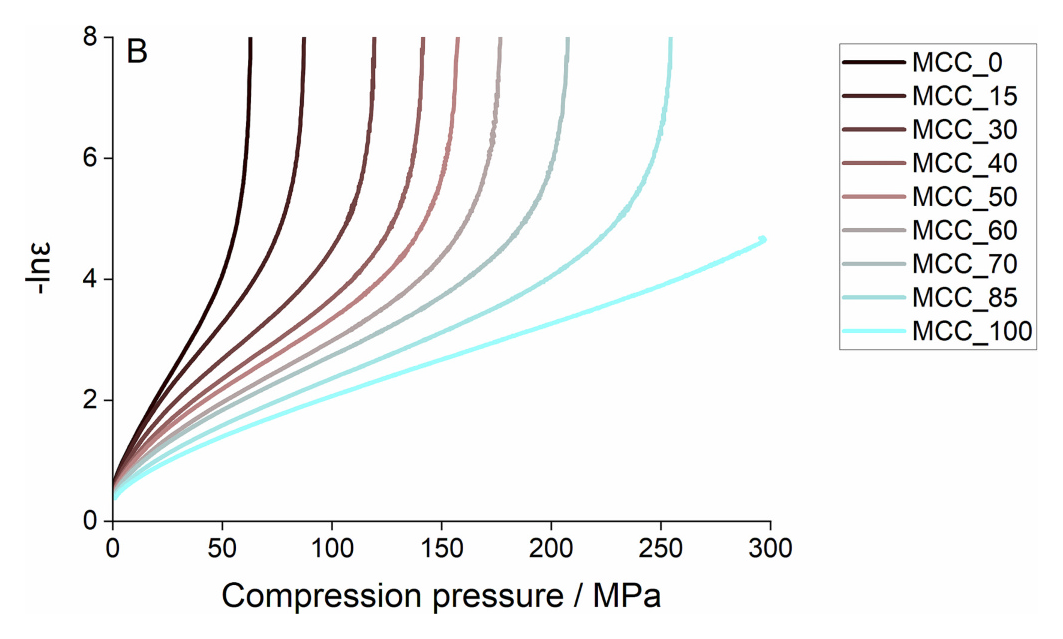 B
8
6
4
2
0
-lnε
0 50 100 150 200 250 300
Compression pressure / MPa
MCC_0
MCC_15
MCC_30
MCC_40
MCC_50
MCC_60
MCC_70
MCC_85
MCC_100